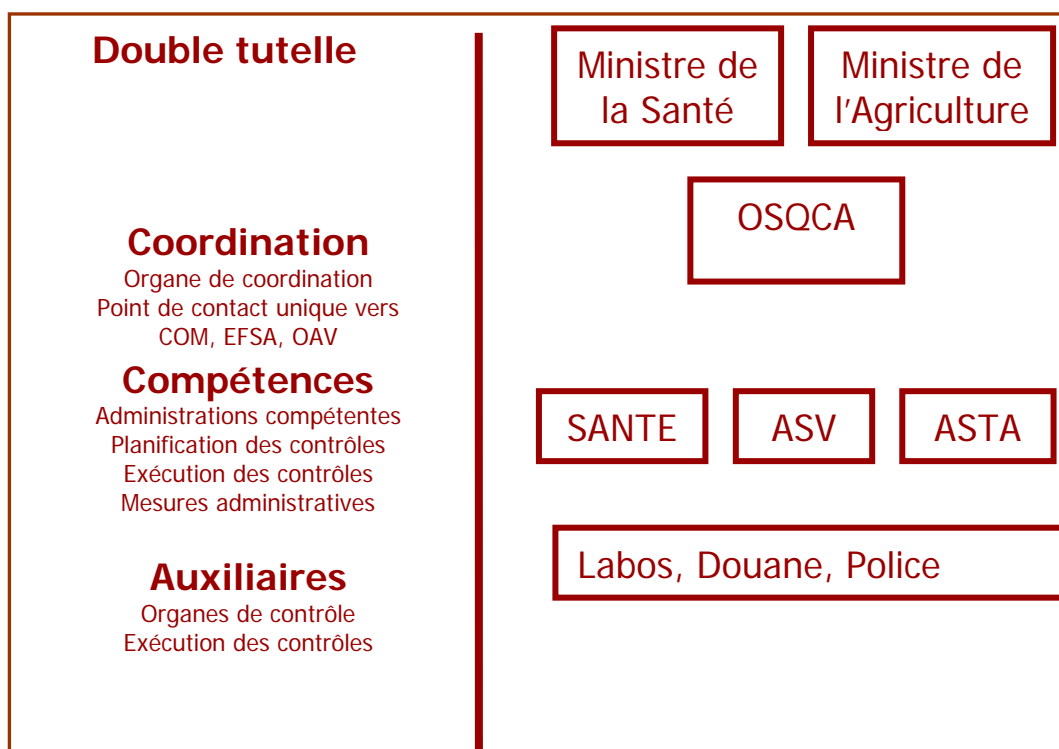 Double tutelle
Ministre de
la Santé
Ministre de
l'Agriculture
OSQCA
Coordination
Organe de coordination
Point de contact unique vers
COM, EFSA, OAV
Compétences
Administrations compétentes
Planification des contrôles
Exécution des contrôles
Mesures administratives
SANTE
ASV
ASTA
Auxiliaires
Organes de contrôle
Exécution des contrôles
Labos, Douane, Police